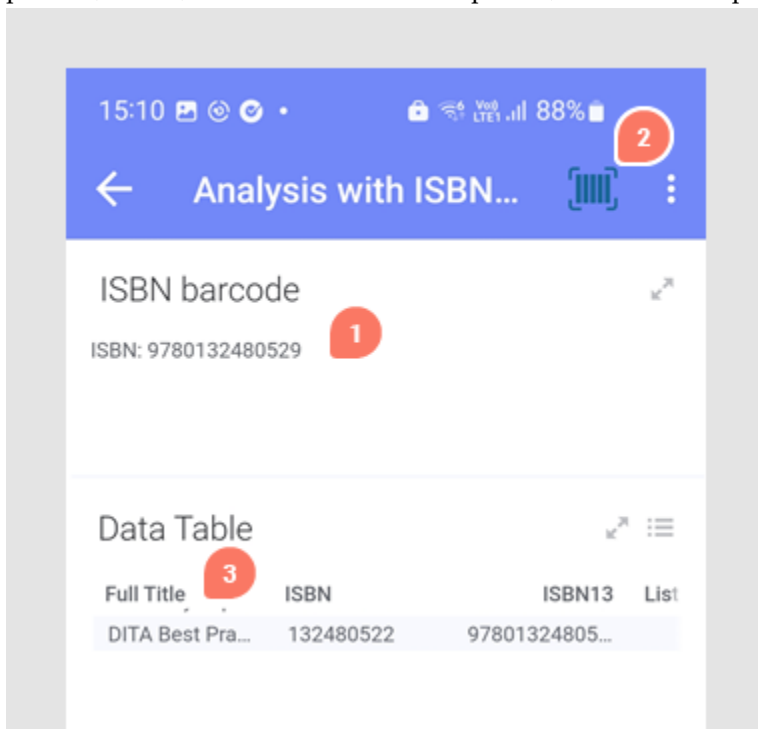 15:10 88%
2
Analysis with ISBN...
ISBN barcode
1
ISBN: 9780132480529
Data Table
3
Full Title ISBN ISBN13 List
DITA Best Pra... 132480522 97801324805...